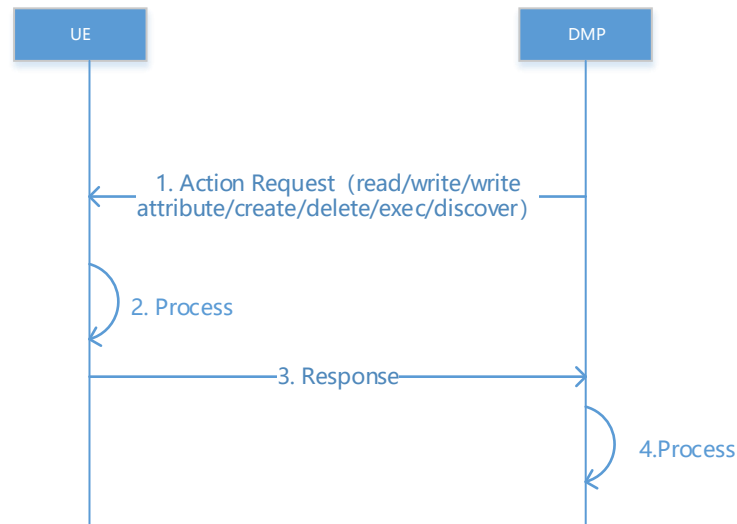 UE
DMP
1. Action Request（read/write/write
attribute/create/delete/exec/discover）
2. Process
3. Response
4.Process